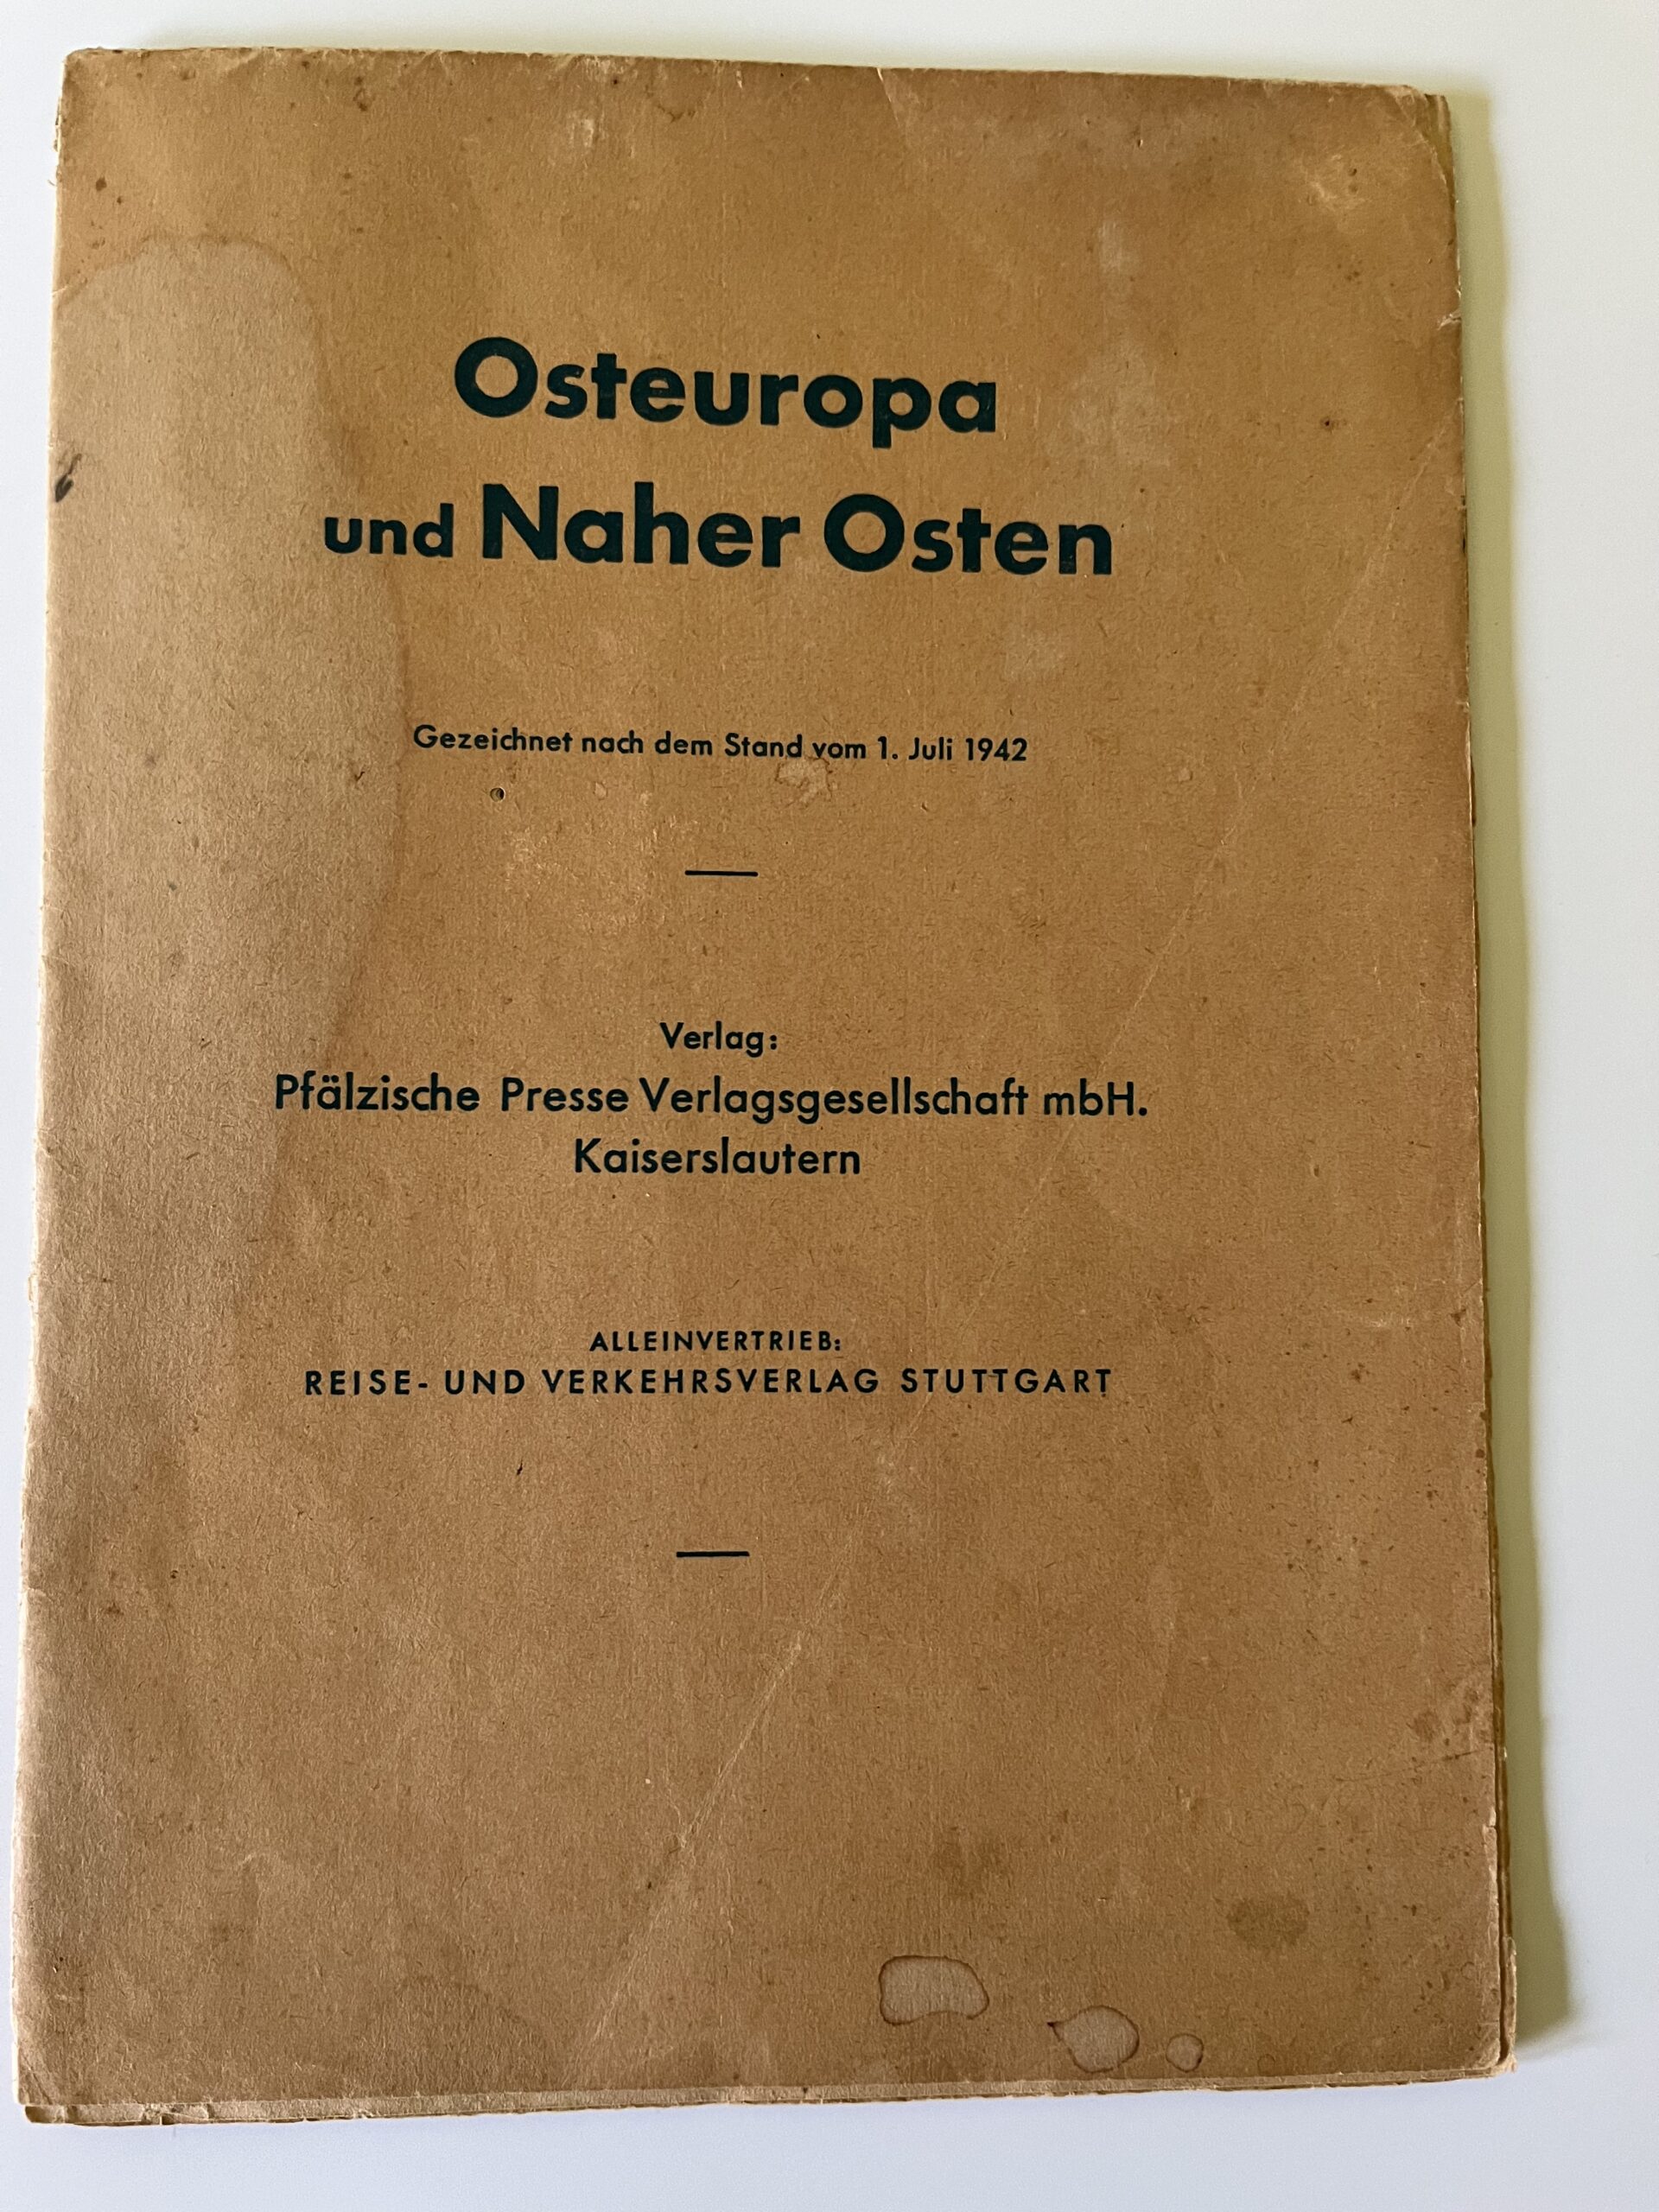 Osteuropa
und Naher Osten
Gezeichnet nach dem Stand vom 1. Juli 1942
Verlag:
Pfälzische Presse Verlagsgesellschaft mbH.
Kaiserslautern
ALLEINVERTRIEB:
REISE- UND VERKEHRSVERLAG STUTTGART